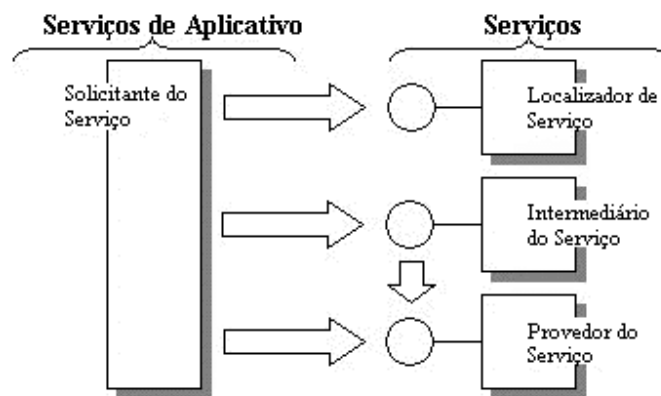 Serviços de Aplicativo
Serviços
Solicitante do
Serviço
Localizador de
Serviço
Intermediário
do Serviço
Provedor do
Serviço